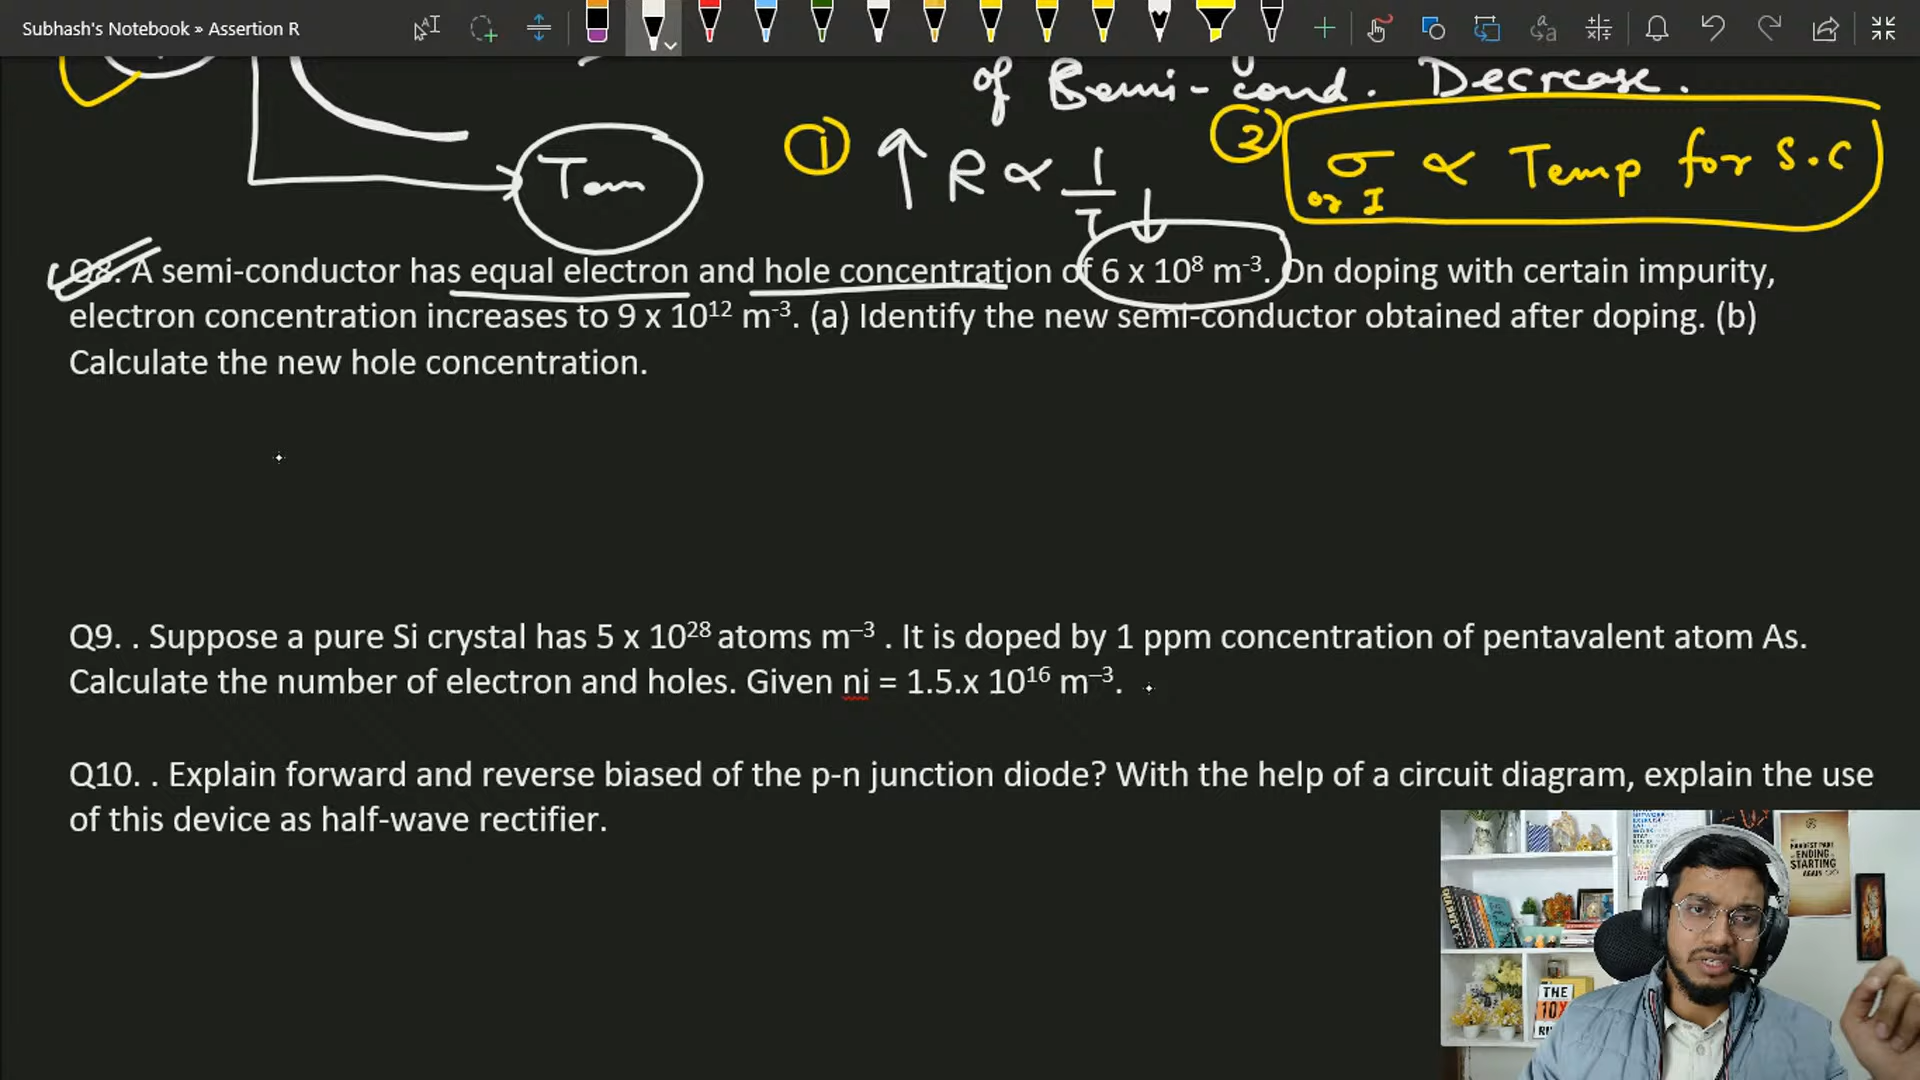 Subhash's Notebook » Assertion R
of Semi-cond. Decrease.
① ↑ R ∝ 1/T ↓
② σ ∝ Temp for S.C
or I
Tem
Q8. A semi-conductor has equal electron and hole concentration of 6 x 10⁸ m⁻³. On doping with certain impurity,
electron concentration increases to 9 x 10¹² m⁻³. (a) Identify the new semi-conductor obtained after doping. (b)
Calculate the new hole concentration.
Q9. . Suppose a pure Si crystal has 5 x 10²⁸ atoms m⁻³ . It is doped by 1 ppm concentration of pentavalent atom As.
Calculate the number of electron and holes. Given ni = 1.5.x 10¹⁶ m⁻³.
Q10. . Explain forward and reverse biased of the p-n junction diode? With the help of a circuit diagram, explain the use
of this device as half-wave rectifier.
HARDEST PART
ENDING
STARTING
AGAIN
THE
10X